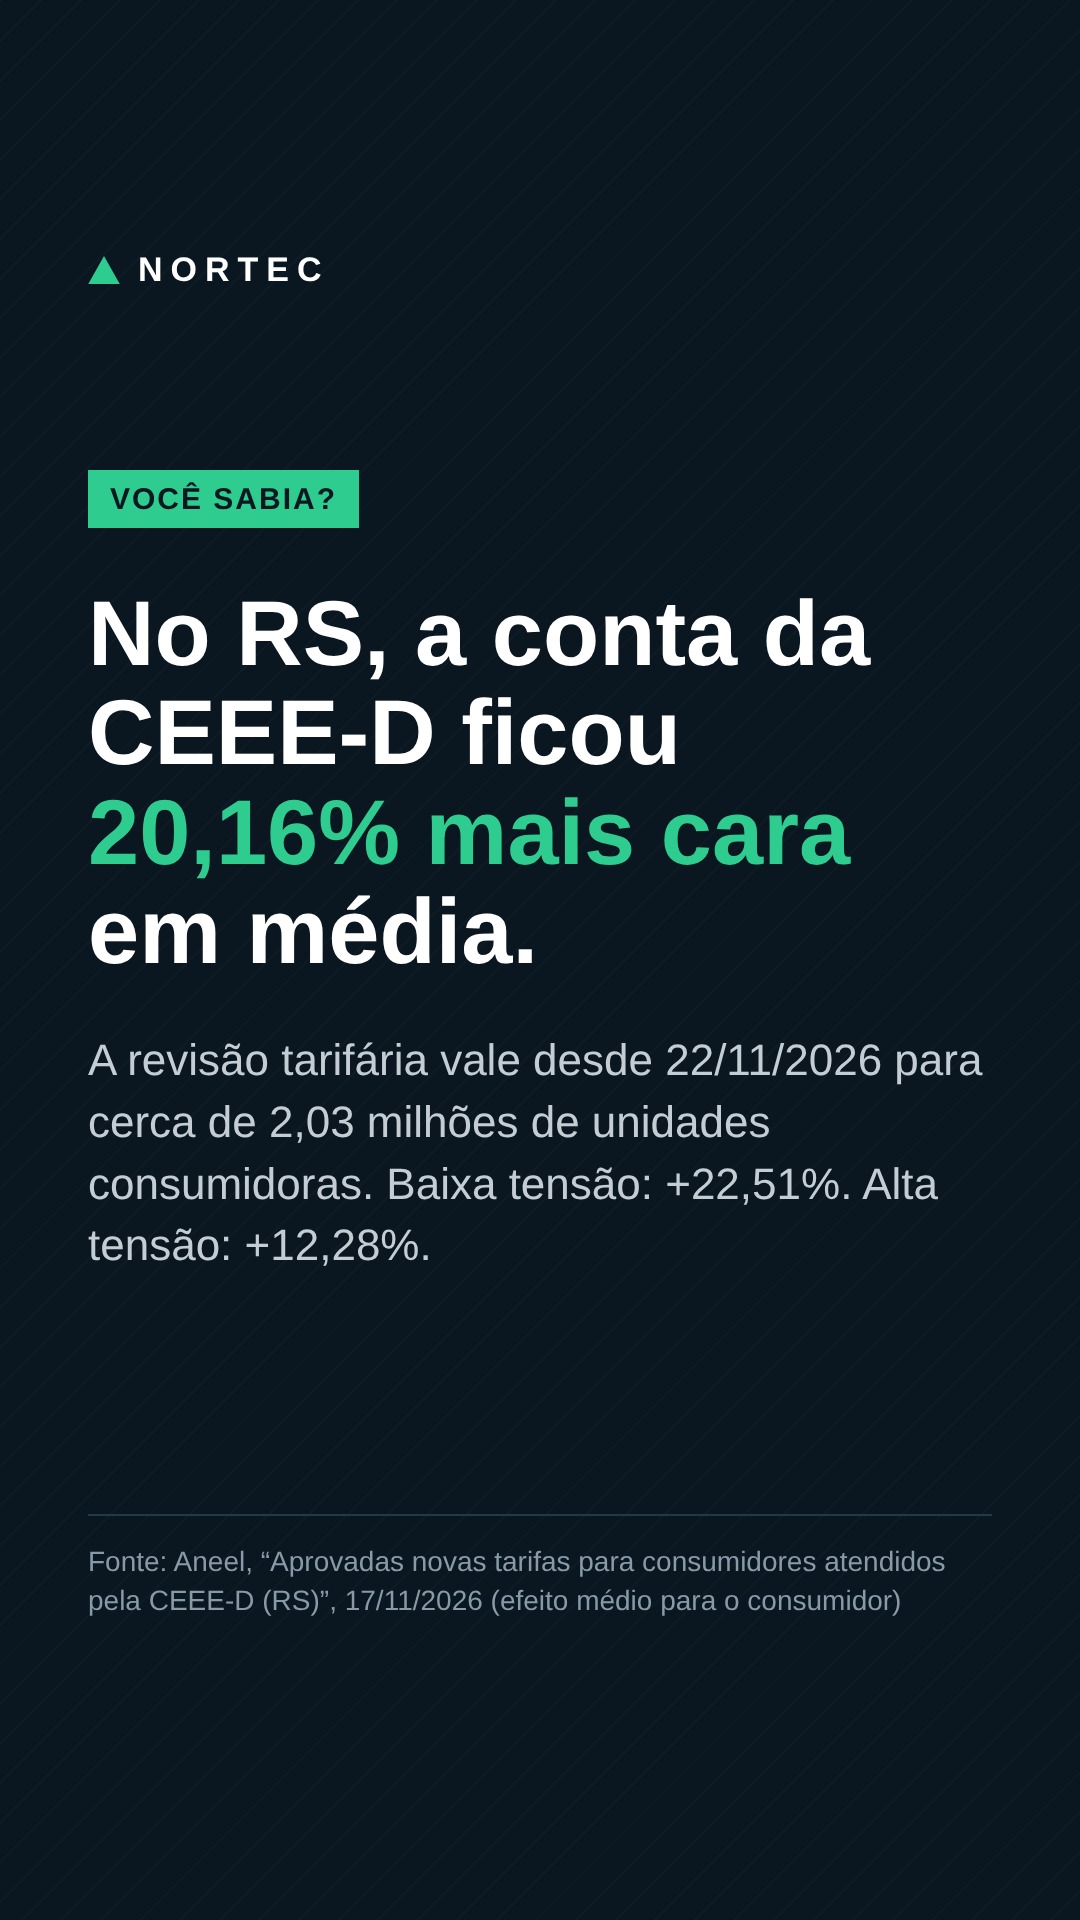 NORTEC
VOCÊ SABIA?
No RS, a conta da
CEEE-D ficou
20,16% mais cara
em média.
A revisão tarifária vale desde 22/11/2026 para
cerca de 2,03 milhões de unidades
consumidoras. Baixa tensão: +22,51%. Alta
tensão: +12,28%.
Fonte: Aneel, “Aprovadas novas tarifas para consumidores atendidos
pela CEEE-D (RS)”, 17/11/2026 (efeito médio para o consumidor)